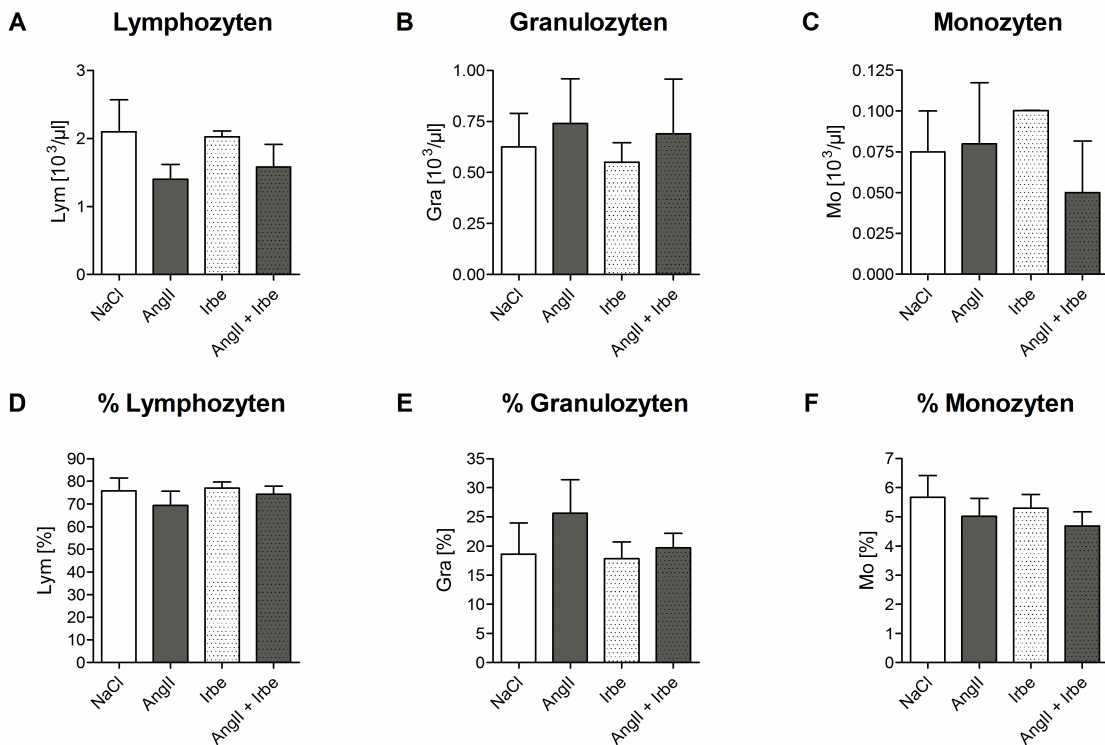 A Lymphozyten
Lym [10³/µl]
3
2
1
0
NaCl
AngII
Irbe
AngII + Irbe
B Granulozyten
Gra [10³/µl]
1.00
0.75
0.50
0.25
0.00
NaCl
AngII
Irbe
AngII + Irbe
C Monozyten
Mo [10³/µl]
0.125
0.100
0.075
0.050
0.025
0.000
NaCl
AngII
Irbe
AngII + Irbe
D % Lymphozyten
Lym [%]
90
80
70
60
50
40
30
20
10
0
NaCl
AngII
Irbe
AngII + Irbe
E % Granulozyten
Gra [%]
35
30
25
20
15
10
5
0
NaCl
AngII
Irbe
AngII + Irbe
F % Monozyten
Mo [%]
7
6
5
4
3
2
1
0
NaCl
AngII
Irbe
AngII + Irbe